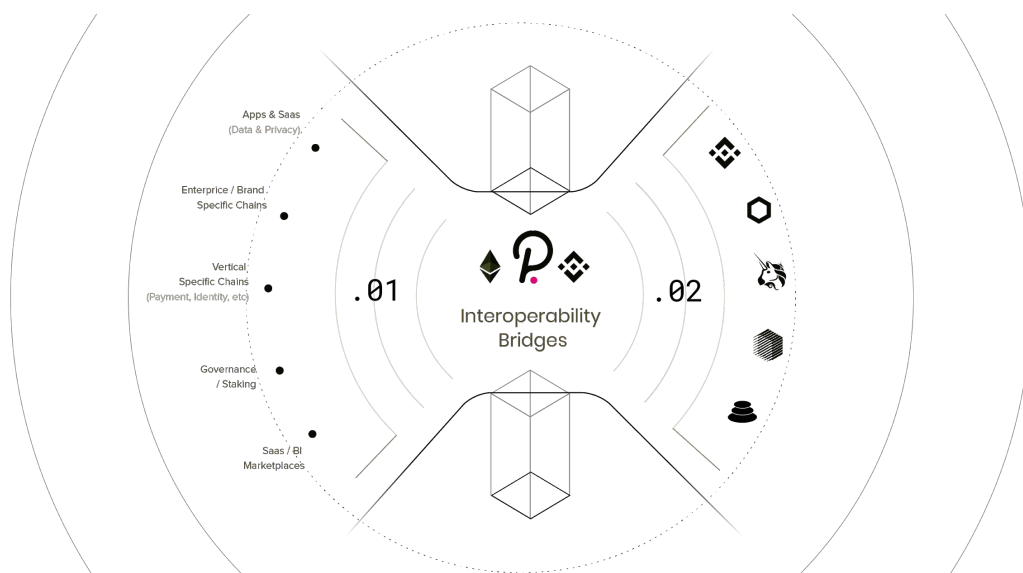 Apps & Saas
(Data & Privacy).
Enterprice / Brand
Specific Chains
Vertical
Specific Chains
(Payment, Identity, etc)
Governance
/ Staking
Saas / BI
Marketplaces
.01
Interoperability
Bridges
.02